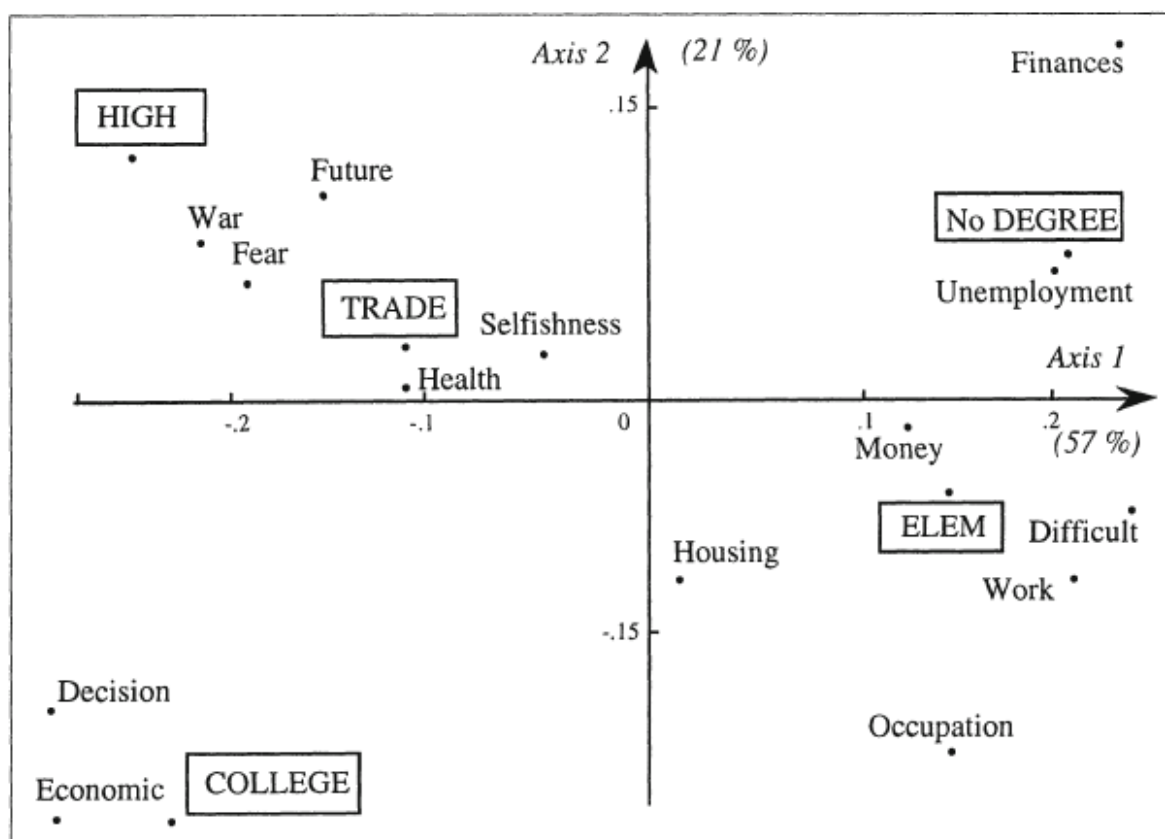 Axis 2 (21 %)
Finances
.15
HIGH
Future
War
Fear
No DEGREE
Unemployment
TRADE
Selfishness
Axis 1
Health
-.2 -.1 0 .1 .2
Money (57 %)
ELEM Difficult
Housing
Work
-.15
Decision
Occupation
Economic COLLEGE